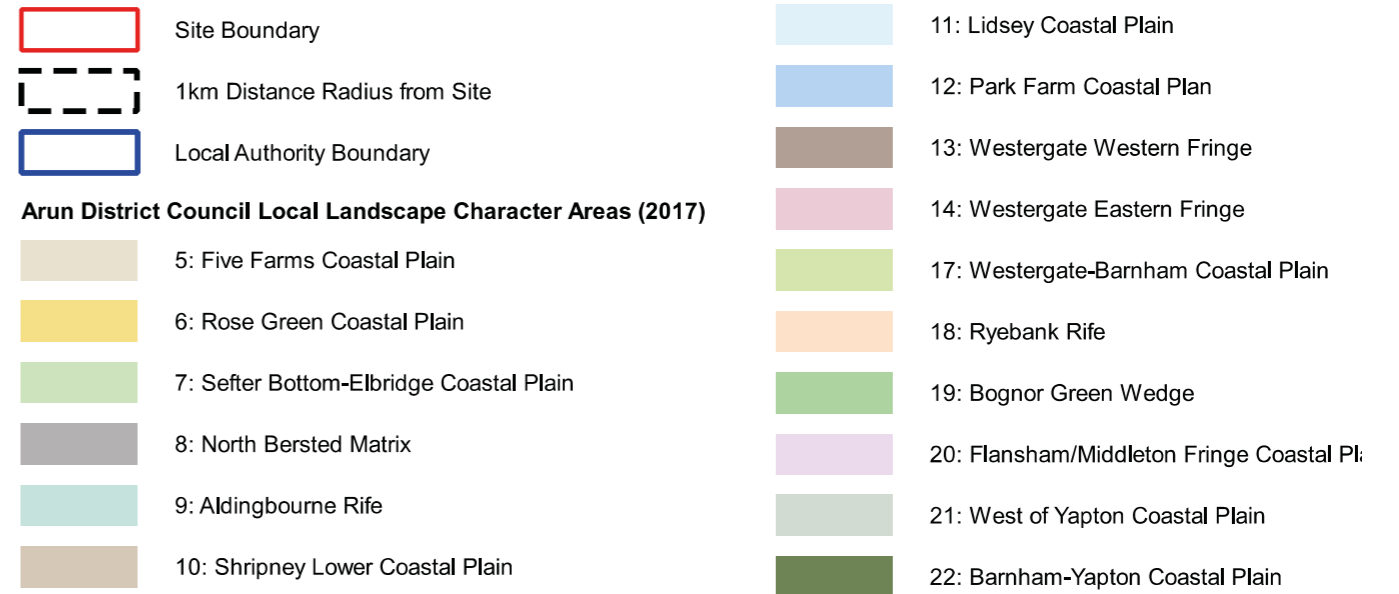 Site Boundary
1km Distance Radius from Site
Local Authority Boundary
Arun District Council Local Landscape Character Areas (2017)
5: Five Farms Coastal Plain
6: Rose Green Coastal Plain
7: Sefter Bottom-Elbridge Coastal Plain
8: North Bersted Matrix
9: Aldingbourne Rife
10: Shripney Lower Coastal Plain
11: Lidsey Coastal Plain
12: Park Farm Coastal Plan
13: Westergate Western Fringe
14: Westergate Eastern Fringe
17: Westergate-Barnham Coastal Plain
18: Ryebank Rife
19: Bognor Green Wedge
20: Flansham/Middleton Fringe Coastal
21: West of Yapton Coastal Plain
22: Barnham-Yapton Coastal Plain